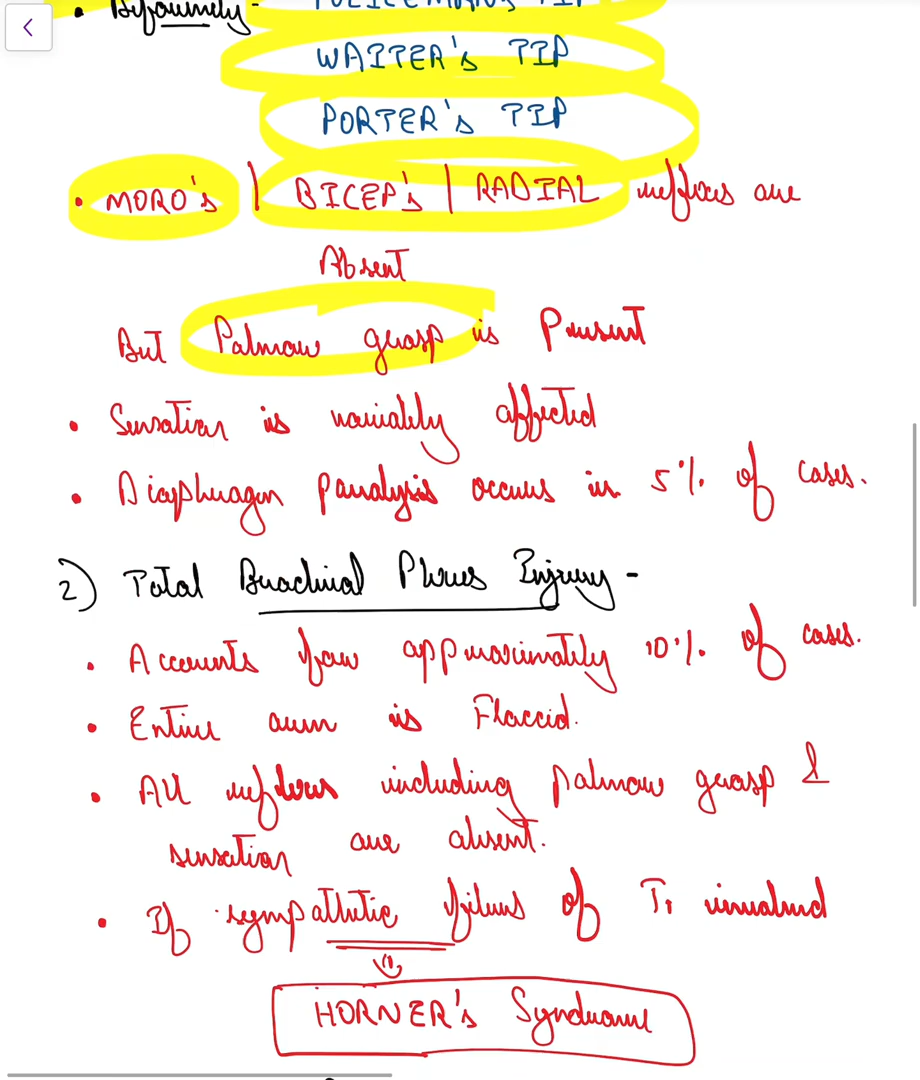 • Deformity -
POLICEMAN'S TIP
WAITER'S TIP
PORTER'S TIP
• MORO'S | BICEP'S | RADIAL reflexes are
Absent
But Palmar grasp is Present
• Sensation is variably affected
• Diaphragm paralysis occurs in 5% of cases.
2) Total Brachial Plexus Injury -
• Accounts for approximately 10% of cases.
• Entire arm is Flaccid.
• All reflexes including palmar grasp &
sensation are absent.
• If sympathetic fibers of T₁ involved
HORNER'S Syndrome